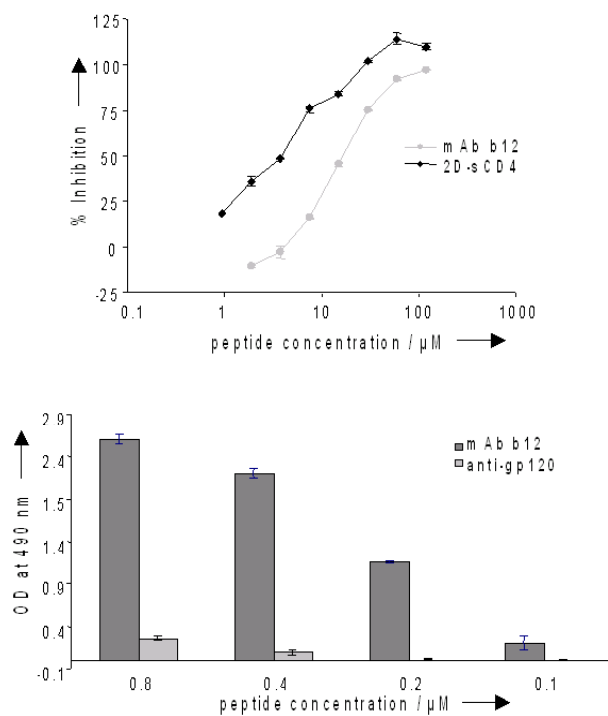 125
100
75
50
25
0
-25
% Inhibition
mAb b12
2D-sCD4
0.1 1 10 100 1000
peptide concentration / µM
2.9
2.4
1.5
1.4
0.9
0.4
-0.1
OD at 490 nm
mAb b12
anti-gp120
0.8 0.4 0.2 0.1
peptide concentration / µM